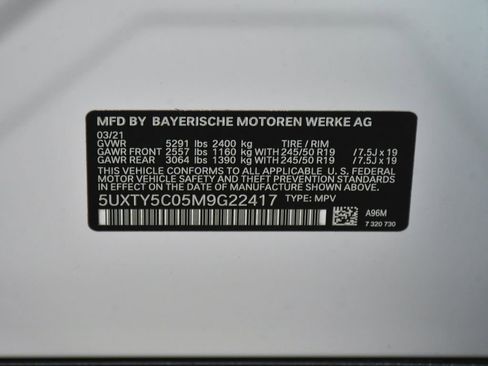 MFD BY BAYERISCHE MOTOREN WERKE AG
03/21
GVWR 5291 lbs 2400 kg TIRE / RIM
GAWR FRONT 2557 lbs 1160 kg WITH 245/50 R19 /7.5J x 19
GAWR REAR 3064 lbs 1390 kg WITH 245/50 R19 /7.5J x 19
THIS VEHICLE CONFORMS TO ALL APPLICABLE U. S. FEDERAL
MOTOR VEHICLE SAFETY AND THEFT PREVENTION STANDARDS
IN EFFECT ON THE DATE OF MANUFACTURE SHOWN ABOVE.
5UXTY5C05M9G22417 TYPE: MPV
A96M
7 320 730